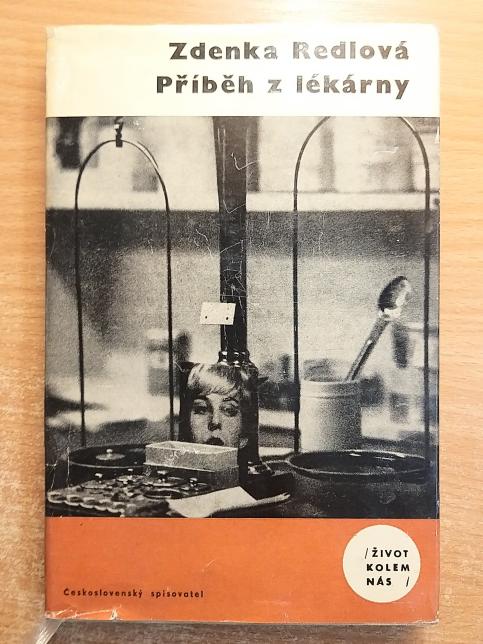 Zdenka Redlová
Příběh z lékárny
/ŽIVOT
KOLEM
NÁS /
Československý spisovatel